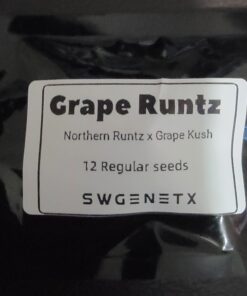 Grape Runtz
Northern Runtz x Grape Kush
12 Regular seeds
SWGENETX